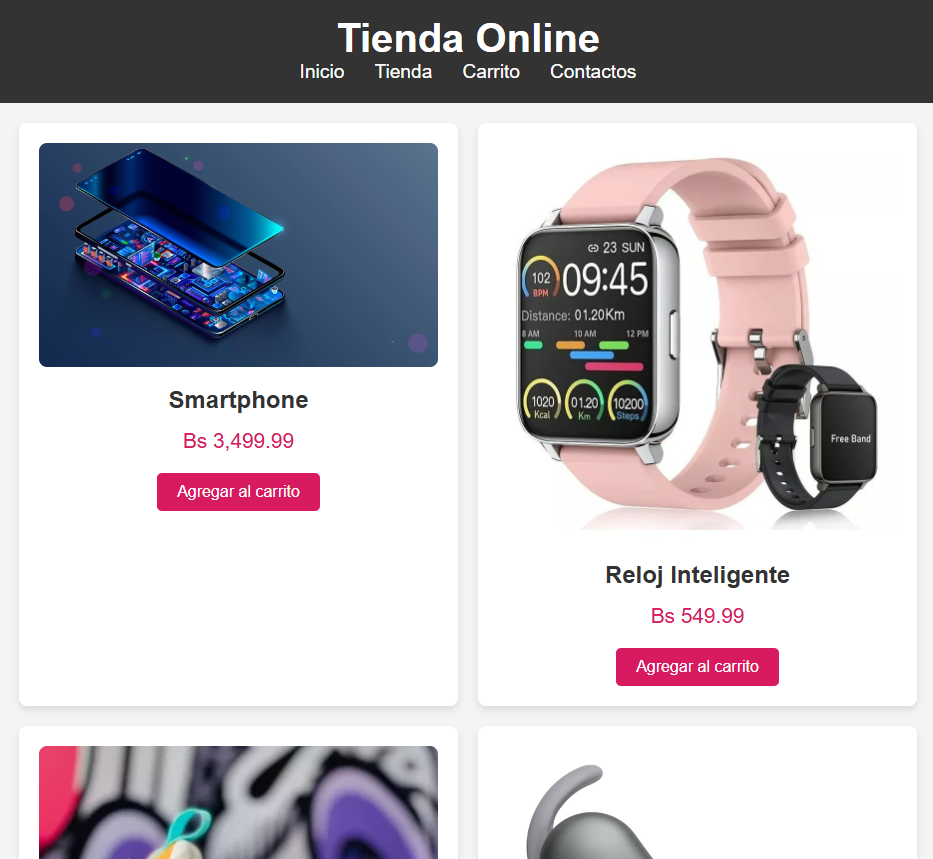 Tienda Online
Inicio Tienda Carrito Contactos
Smartphone
Bs 3,499.99
Agregar al carrito
23 SUN
102
BPM
09:45
Distance: 01.20Km
8 AM 10 AM 12 PM
1020 01.20 10200
Kcal Km Steps
Free Band
Reloj Inteligente
Bs 549.99
Agregar al carrito